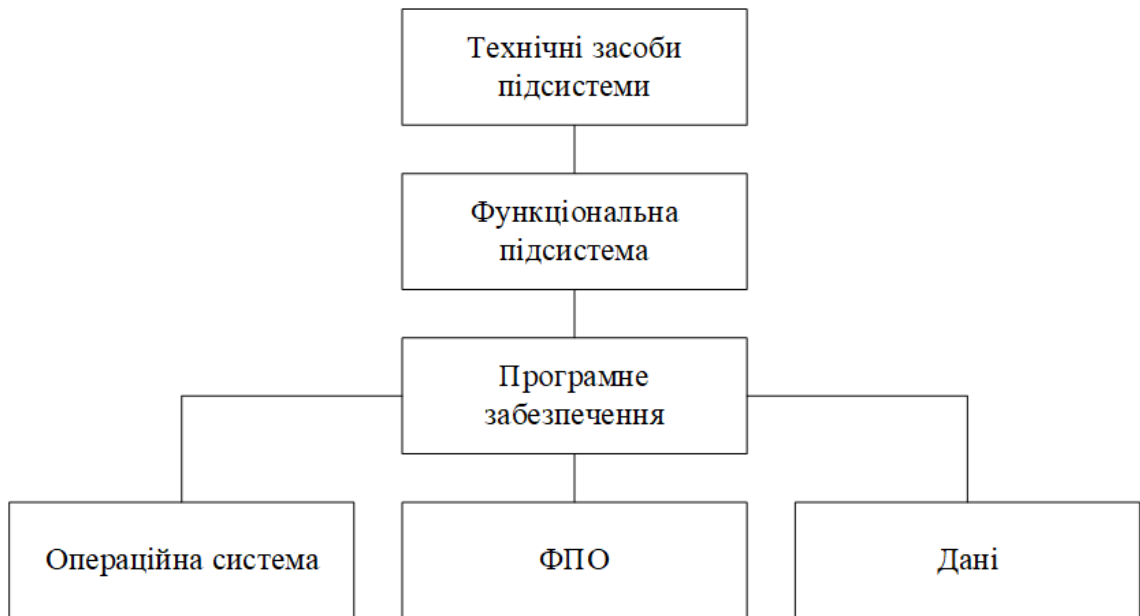 Технічні засоби
підсистеми
Функціональна
підсистема
Програмне
забезпечення
Операційна система
ФПО
Дані